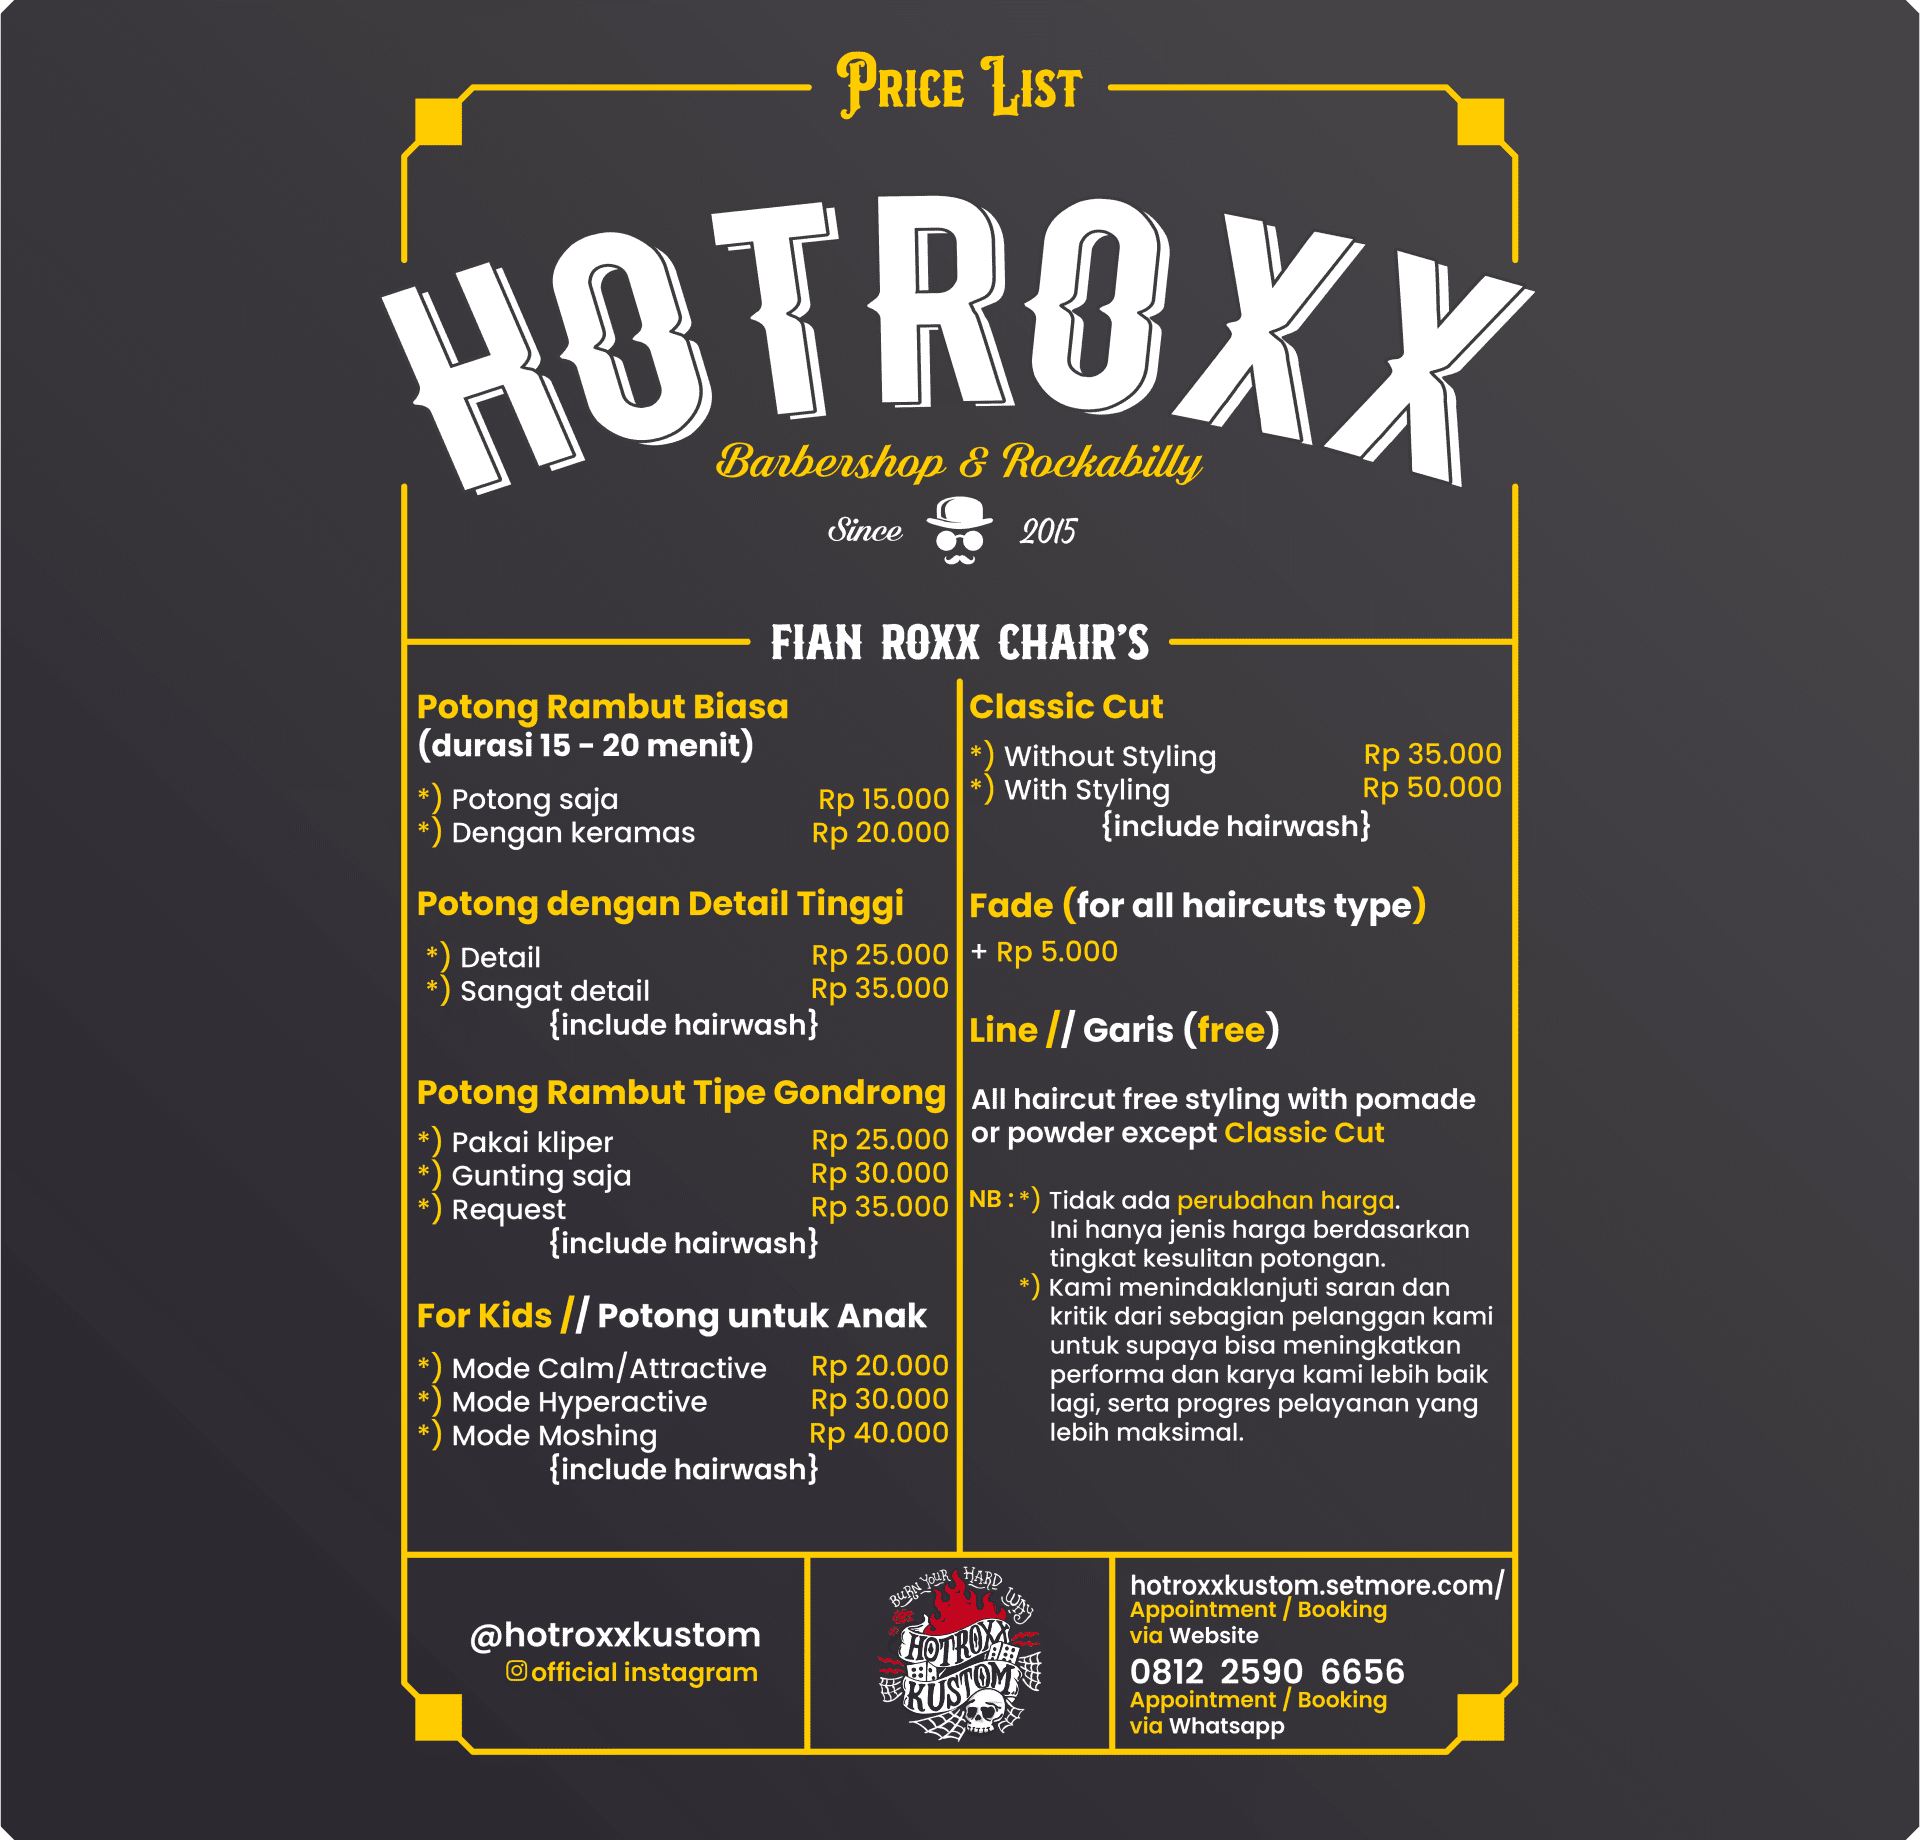 Price List
HOTROXX
Barbershop & Rockabilly
Since 2015
FIAN ROXX CHAIR'S
Potong Rambut Biasa
(durasi 15 - 20 menit)
*) Potong saja Rp 15.000
*) Dengan keramas Rp 20.000
Potong dengan Detail Tinggi
*) Detail Rp 25.000
*) Sangat detail Rp 35.000
{include hairwash}
Potong Rambut Tipe Gondrong
*) Pakai kliper Rp 25.000
*) Gunting saja Rp 30.000
*) Request Rp 35.000
{include hairwash}
For Kids // Potong untuk Anak
*) Mode Calm/Attractive Rp 20.000
*) Mode Hyperactive Rp 30.000
*) Mode Moshing Rp 40.000
{include hairwash}
Classic Cut
*) Without Styling Rp 35.000
*) With Styling Rp 50.000
{include hairwash}
Fade (for all haircuts type)
+ Rp 5.000
Line // Garis (free)
All haircut free styling with pomade
or powder except Classic Cut
NB : *) Tidak ada perubahan harga.
Ini hanya jenis harga berdasarkan
tingkat kesulitan potongan.
*) Kami menindaklanjuti saran dan
kritik dari sebagian pelanggan kami
untuk supaya bisa meningkatkan
performa dan karya kami lebih baik
lagi, serta progres pelayanan yang
lebih maksimal.
@hotroxxkustom
official instagram
BURN YOUR HARD WAY
HOTROXX
KUSTOM
hotroxxkustom.setmore.com/
Appointment / Booking
via Website
0812 2590 6656
Appointment / Booking
via Whatsapp